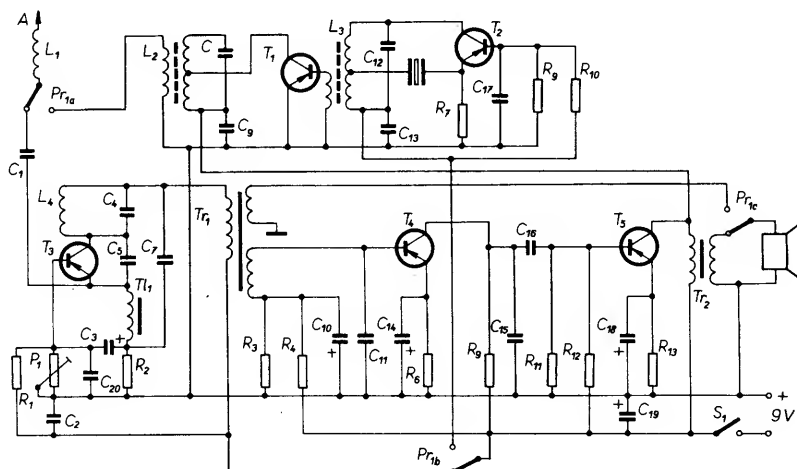 A
L1
Pr1a
L2
C
C9
T1
L3
C12
C13
T2
R7
C17
R9
R10
C1
L4
C4
C5
C7
T3
Tl1
C3
+
P1
R1
C20
R2
C2
Tr1
R3
R4
C10
+
C11
C14
+
T4
R6
R9
C16
C15
R11
R12
T5
C18
+
R13
+
C19
Pr1c
Tr2
+
9V
S1
Pr1b